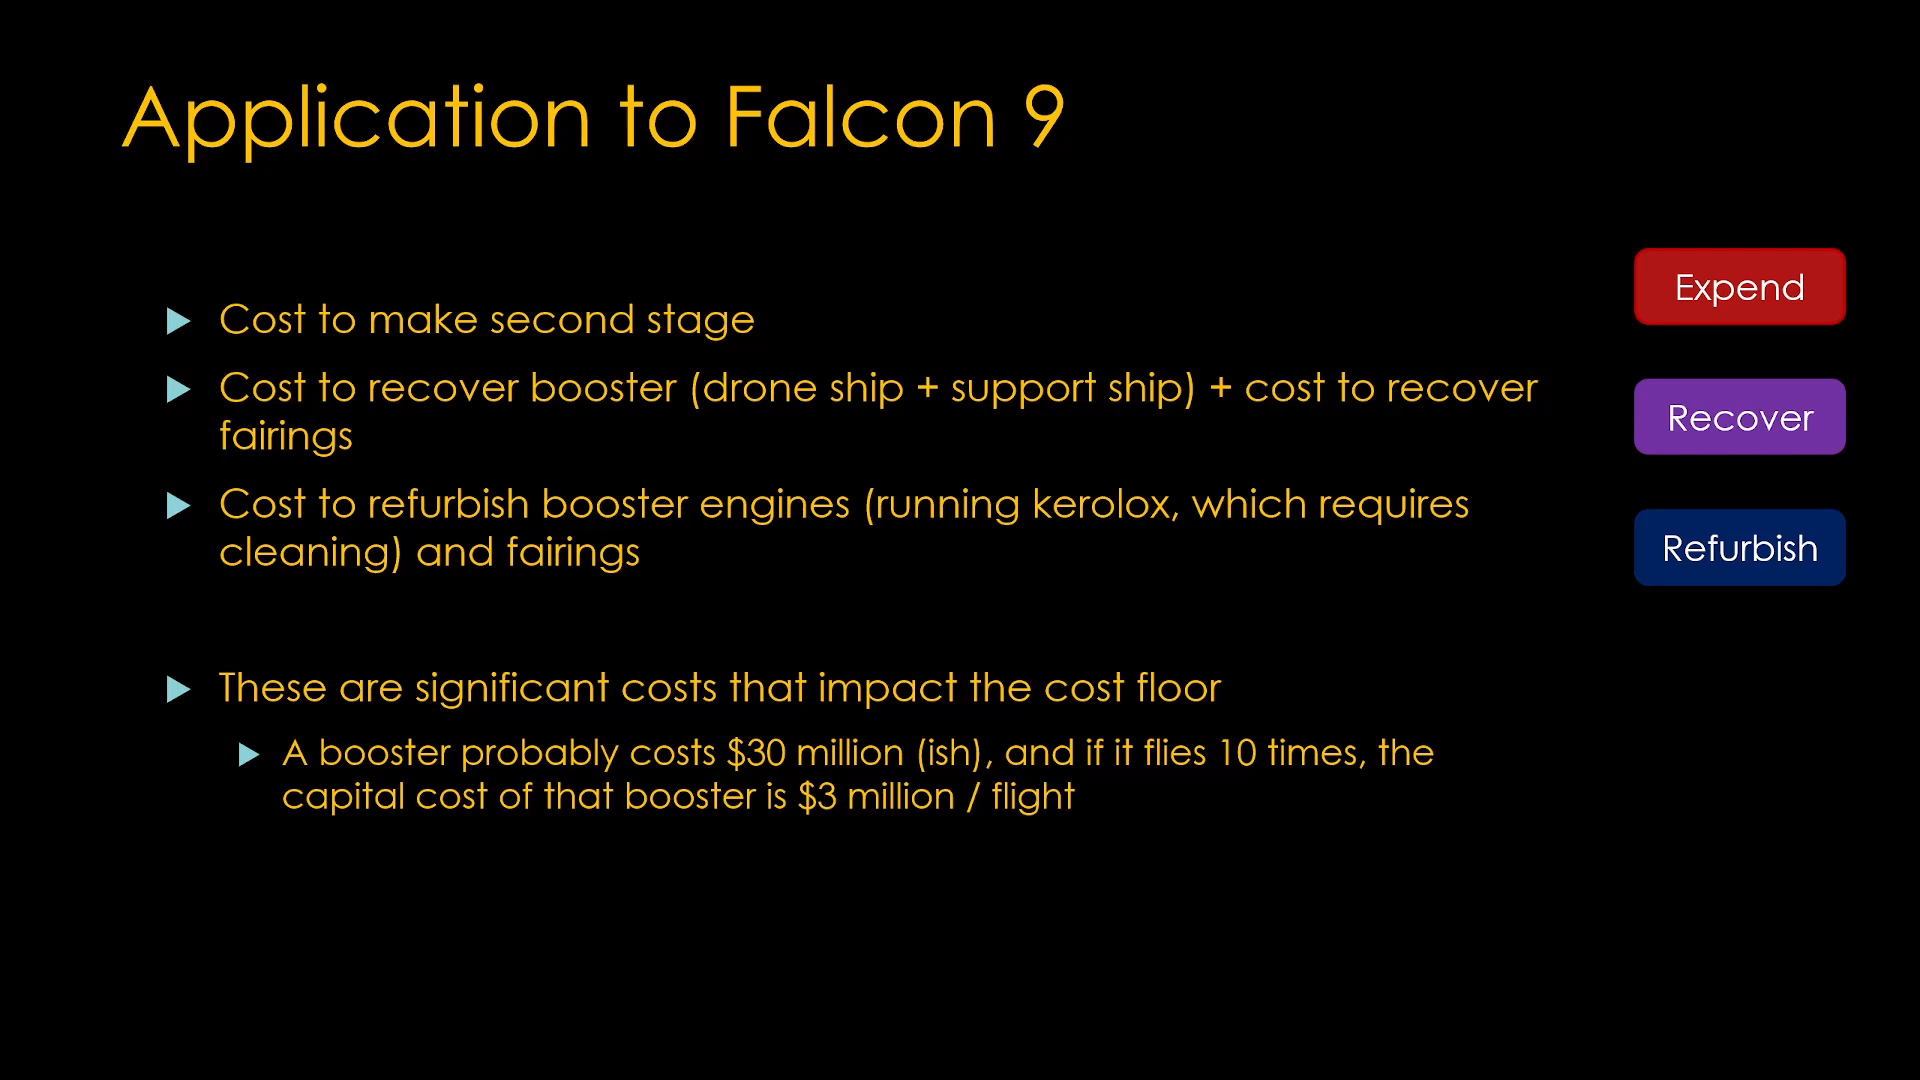 Application to Falcon 9
Cost to make second stage
Expend
Cost to recover booster (drone ship + support ship) + cost to recover
fairings
Recover
Cost to refurbish booster engines (running kerolox, which requires
cleaning) and fairings
Refurbish
These are significant costs that impact the cost floor
A booster probably costs $30 million (ish), and if it flies 10 times, the
capital cost of that booster is $3 million / flight